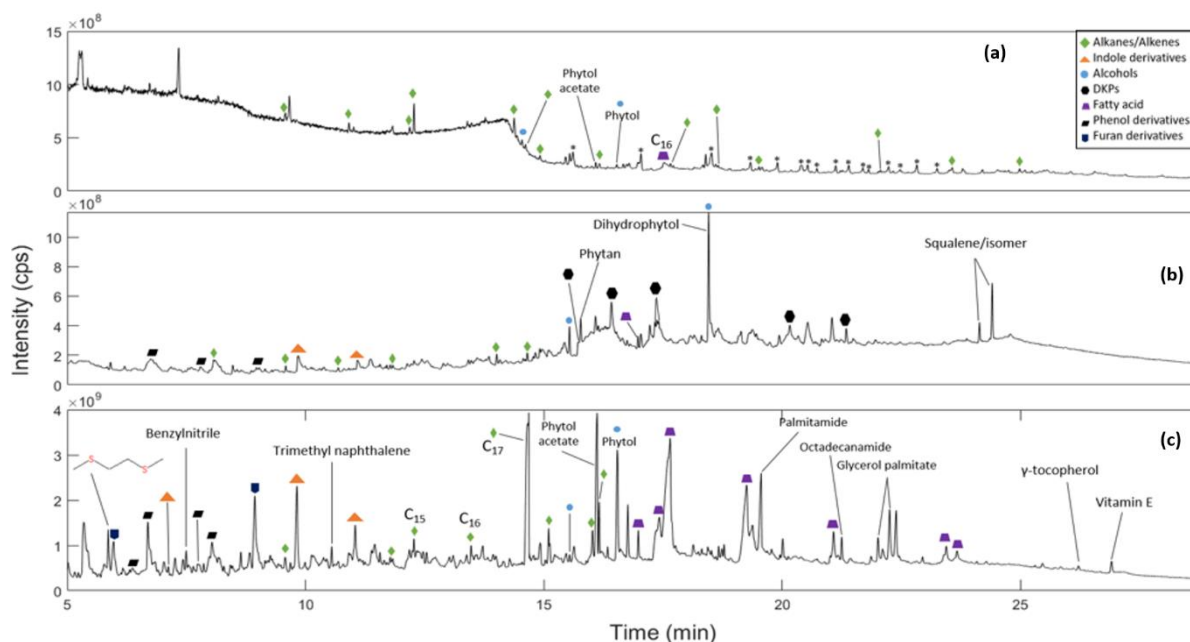 15 ×10⁸
(a)
Alkanes/Alkenes
Indole derivatives
Alcohols
DKPs
Fatty acid
Phenol derivatives
Furan derivatives
Phytol
acetate
Phytol
C₁₆
10
5
0
×10⁸
(b)
Dihydrophytol
Phytan
Squalene/isomer
10
8
6
4
2
0
Intensity (cps)
4 ×10⁹
(c)
Benzylnitrile
Trimethyl naphthalene
C₁₇
Phytol
acetate
Phytol
Palmitamide
Octadecanamide
Glycerol palmitate
γ-tocopherol
Vitamin E
S
S
C₁₅
C₁₆
3
2
1
0
5 10 15 20 25
Time (min)